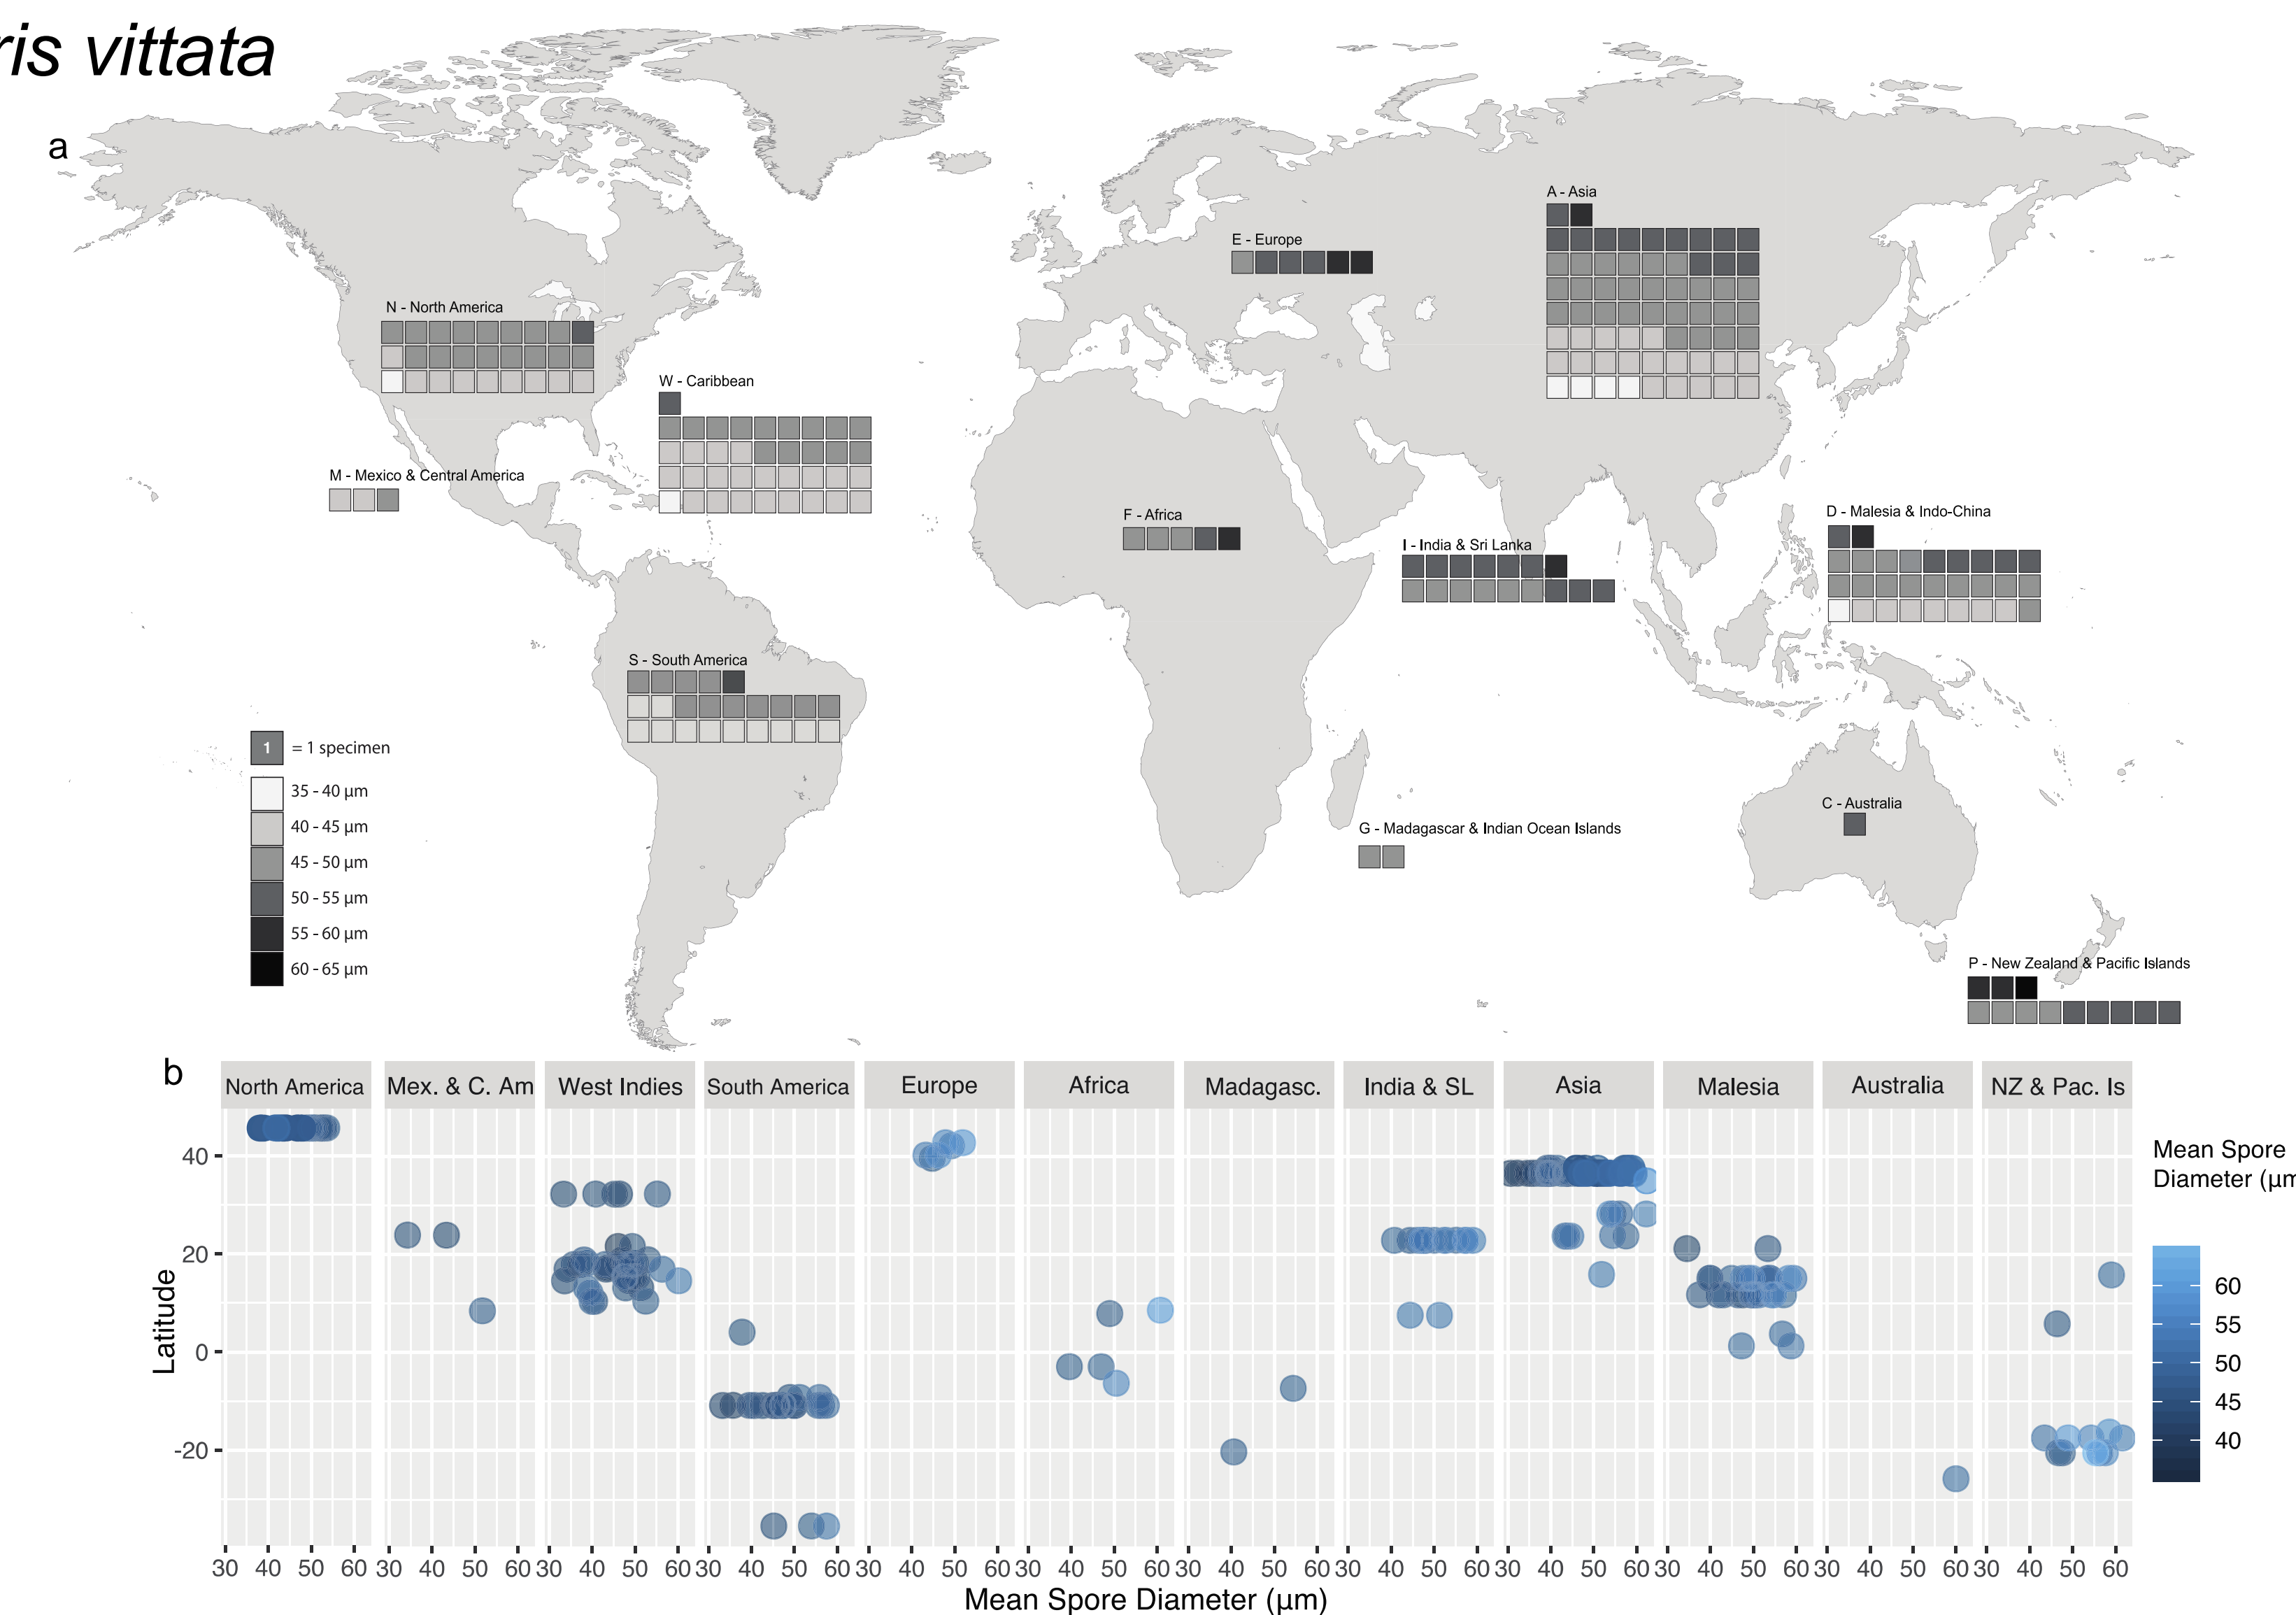 ris vittata
a
A - Asia
E - Europe
N - North America
W - Caribbean
M - Mexico & Central America
F - Africa
D - Malesia & Indo-China
I - India & Sri Lanka
S - South America
1 = 1 specimen
35 - 40 µm
40 - 45 µm
45 - 50 µm
50 - 55 µm
55 - 60 µm
60 - 65 µm
C - Australia
G - Madagascar & Indian Ocean Islands
P - New Zealand & Pacific Islands
b
North America Mex. & C. Am West Indies South America Europe Africa Madagasc. India & SL Asia Malesia Australia NZ & Pac. Is
Latitude
40
20
0
-20
30 40 50 60 30 40 50 60 30 40 50 60 30 40 50 60 30 40 50 60 30 40 50 60 30 40 50 60 30 40 50 60 30 40 50 60 30 40 50 60 30 40 50 60 30 40 50 60
Mean Spore Diameter (µm)
Mean Spore
Diameter (µm
60
55
50
45
40